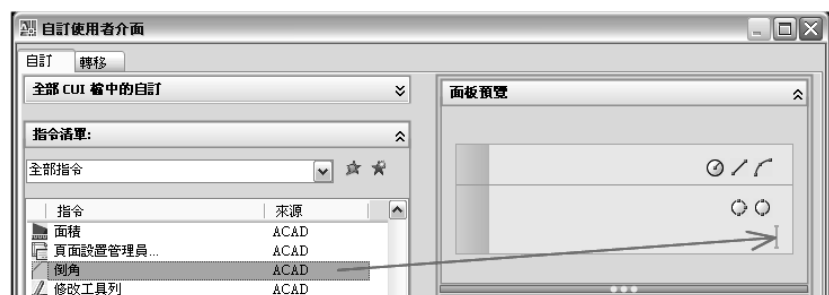 自訂使用者介面
自訂 轉移
全部 CUI 檔中的自訂
指令清單:
全部指令
指令 來源
面積 ACAD
頁面設置管理員... ACAD
倒角 ACAD
修改工具列 ACAD
面板預覽